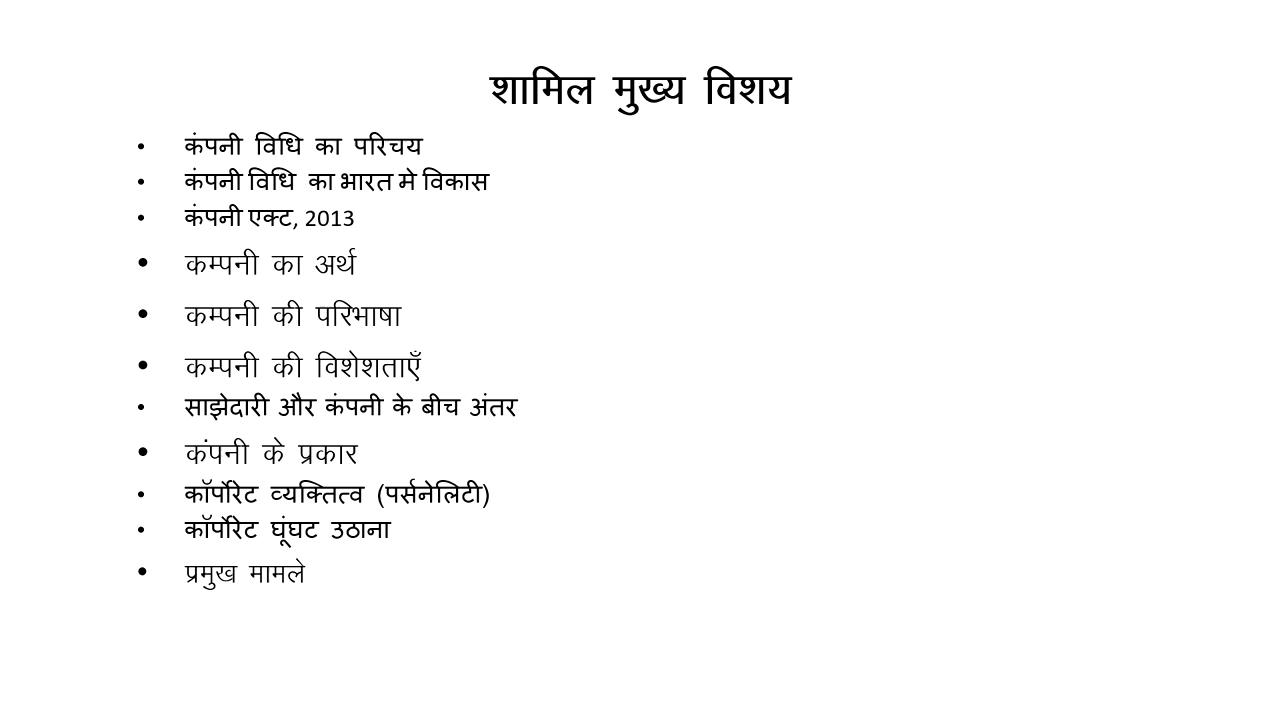 शामिल मुख्य विशय
• कंपनी विधि का परिचय
• कंपनी विधि का भारत मे विकास
• कंपनी एक्ट, 2013
• कम्पनी का अर्थ
• कम्पनी की परिभाषा
• कम्पनी की विशेशताएँ
• साझेदारी और कंपनी के बीच अंतर
• कंपनी के प्रकार
• कॉर्पोरेट व्यक्तित्व (पर्सनेलिटी)
• कॉर्पोरेट घूंघट उठाना
• प्रमुख मामले